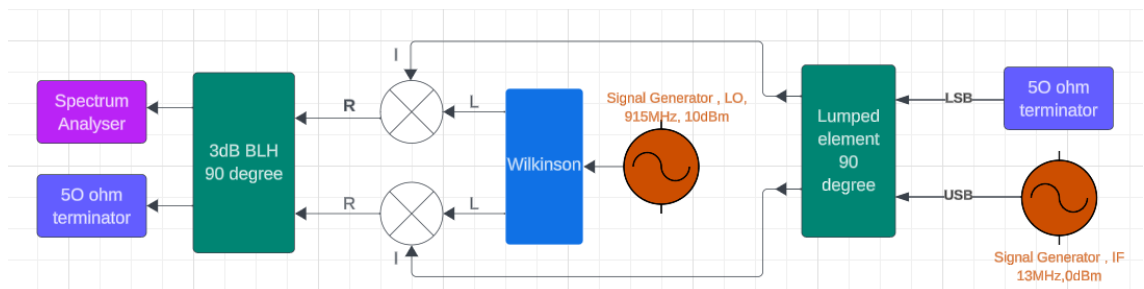 Spectrum
Analyser
5O ohm
terminator
3dB BLH
90 degree
I
R
L
R
L
I
Wilkinson
Signal Generator , LO,
915MHz, 10dBm
Lumped
element
90
degree
LSB
USB
5O ohm
terminator
Signal Generator , IF
13MHz,0dBm